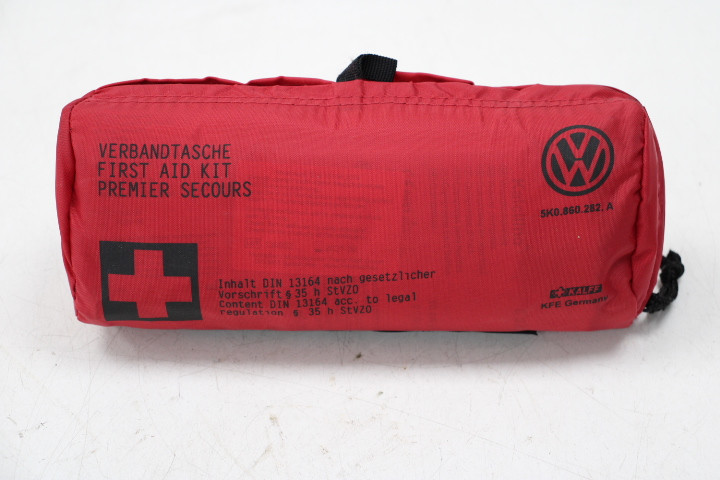 VERBANDTASCHE
FIRST AID KIT
PREMIER SECOURS
VW
5K0.860.282.A
Inhalt DIN 13164 nach gesetzlicher
Vorschrift § 35 h StVZO
Content DIN 13164 acc. to legal
regulation § 35 h StVZO
KALFF
KFE Germany